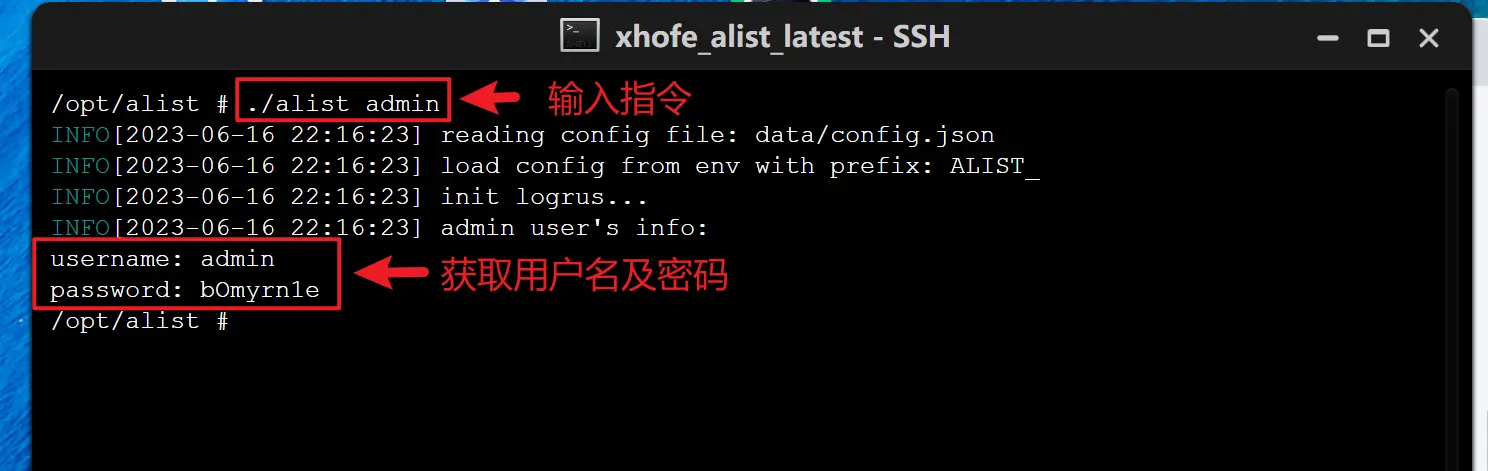 xhofe_alist_latest - SSH
/opt/alist # ./alist admin 输入指令
INFO[2023-06-16 22:16:23] reading config file: data/config.json
INFO[2023-06-16 22:16:23] load config from env with prefix: ALIST_
INFO[2023-06-16 22:16:23] init logrus...
INFO[2023-06-16 22:16:23] admin user's info:
username: admin
获取用户名及密码
password: bOmyrn1e
/opt/alist #